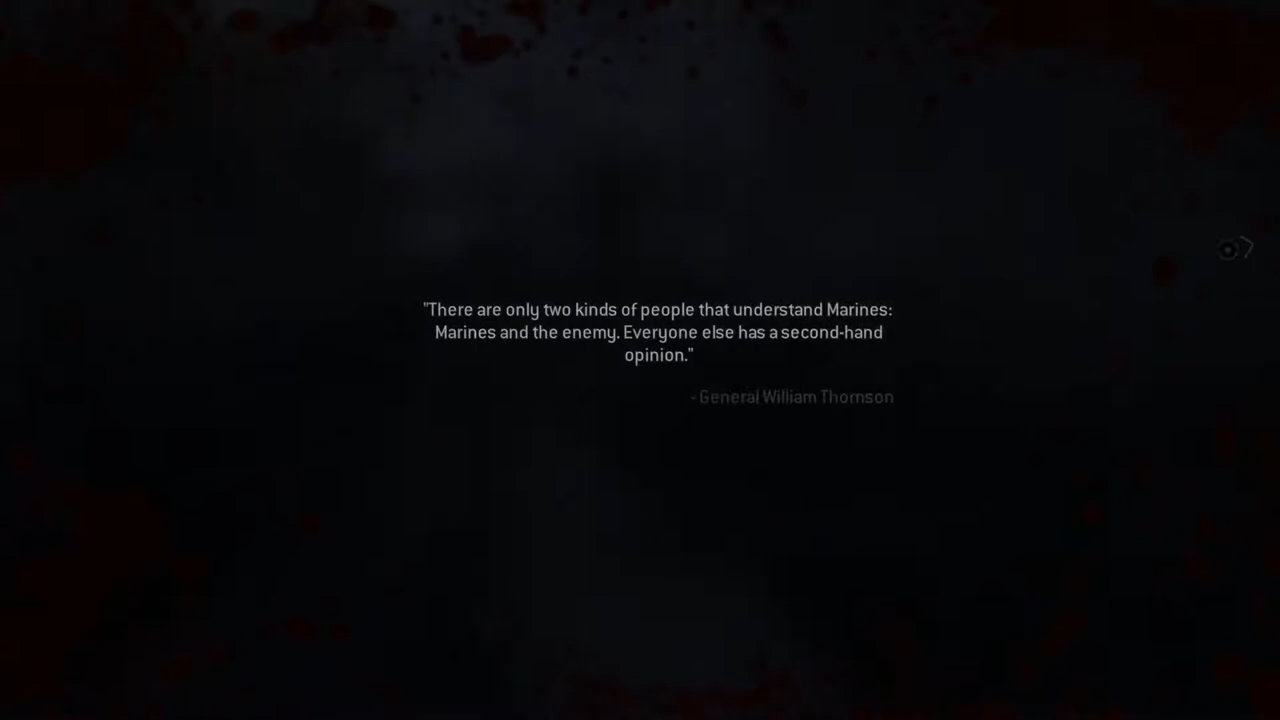 "There are only two kinds of people that understand Marines:
Marines and the enemy. Everyone else has a second-hand
opinion."
- General William Thornson